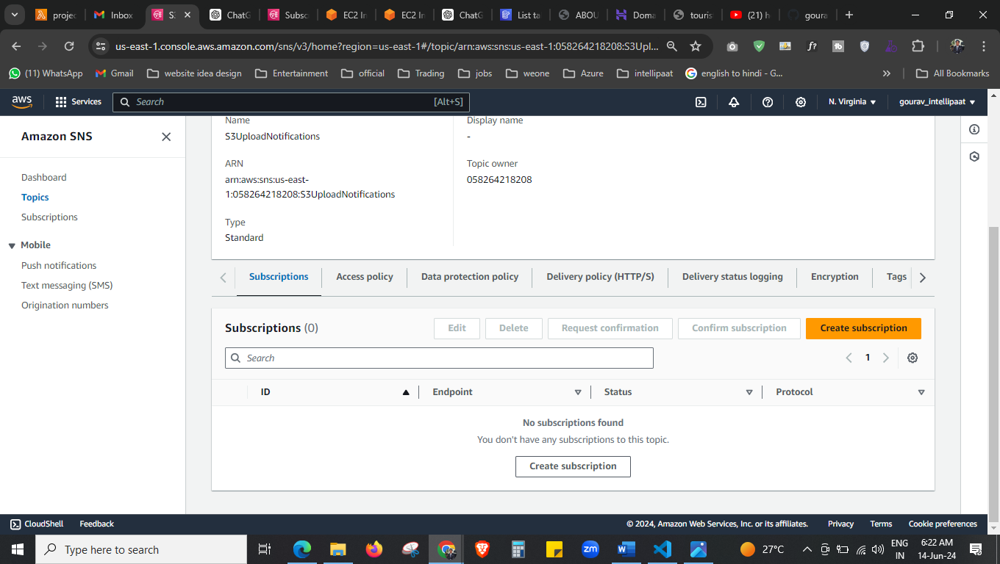 projec
Inbox
S3
ChatG
Subsc
EC2 In
EC2 In
ChatG
List ta
ABOU
Doma
touris
(21) h
goura
us-east-1.console.aws.amazon.com/sns/v3/home?region=us-east-1#/topic/arn:aws:sns:us-east-1:058264218208:S3Upl...
(11) WhatsApp
Gmail
website idea design
Entertainment
official
Trading
jobs
weone
Azure
intellipaat
english to hindi - G...
All Bookmarks
aws
Services
Search
[Alt+S]
N. Virginia
gourav_intellipaat
Amazon SNS
Dashboard
Topics
Subscriptions
Mobile
Push notifications
Text messaging (SMS)
Origination numbers
Name
S3UploadNotifications
Display name
-
ARN
arn:aws:sns:us-east-
1:058264218208:S3UploadNotifications
Topic owner
058264218208
Type
Standard
Subscriptions
Access policy
Data protection policy
Delivery policy (HTTP/S)
Delivery status logging
Encryption
Tags
Subscriptions (0)
Edit
Delete
Request confirmation
Confirm subscription
Create subscription
Search
1
ID
Endpoint
Status
Protocol
No subscriptions found
You don't have any subscriptions to this topic.
Create subscription
CloudShell
Feedback
© 2024, Amazon Web Services, Inc. or its affiliates.
Privacy
Terms
Cookie preferences
Type here to search
zm
27°C
ENG
IN
6:22 AM
14-Jun-24